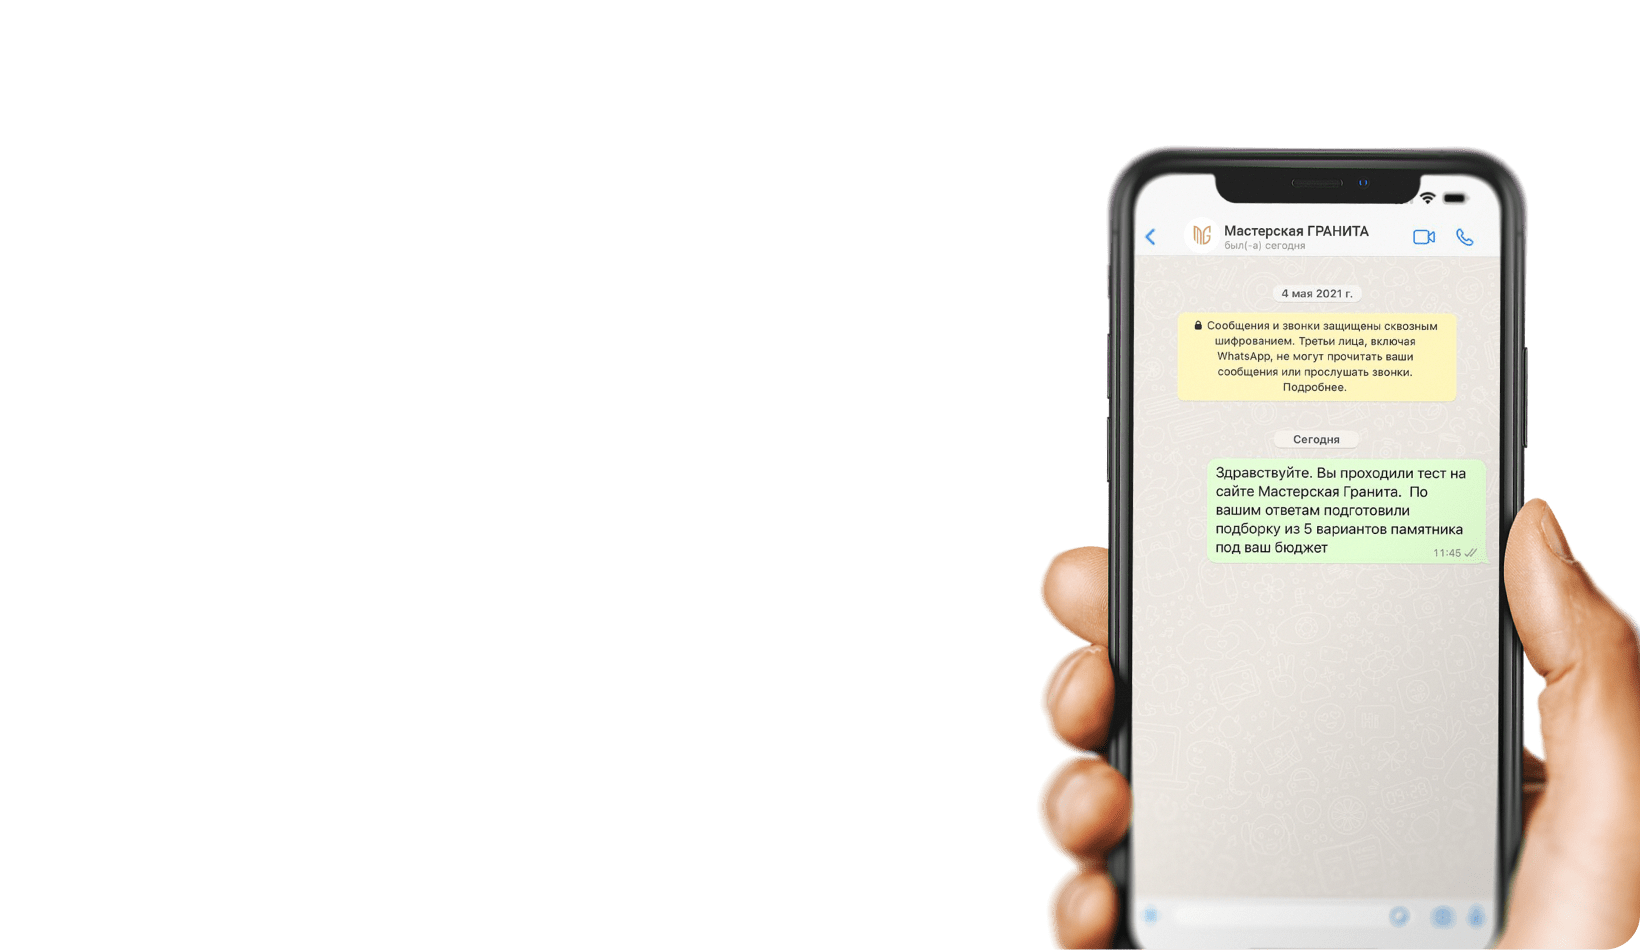 Мастерская ГРАНИТА
был(-а) сегодня
4 мая 2021 г.
Сообщения и звонки защищены сквозным
шифрованием. Третьи лица, включая
WhatsApp, не могут прочитать ваши
сообщения или прослушать звонки.
Подробнее.
Сегодня
Здравствуйте. Вы проходили тест на
сайте Мастерская Гранита. По
вашим ответам подготовили
подборку из 5 вариантов памятника
под ваш бюджет
11:45